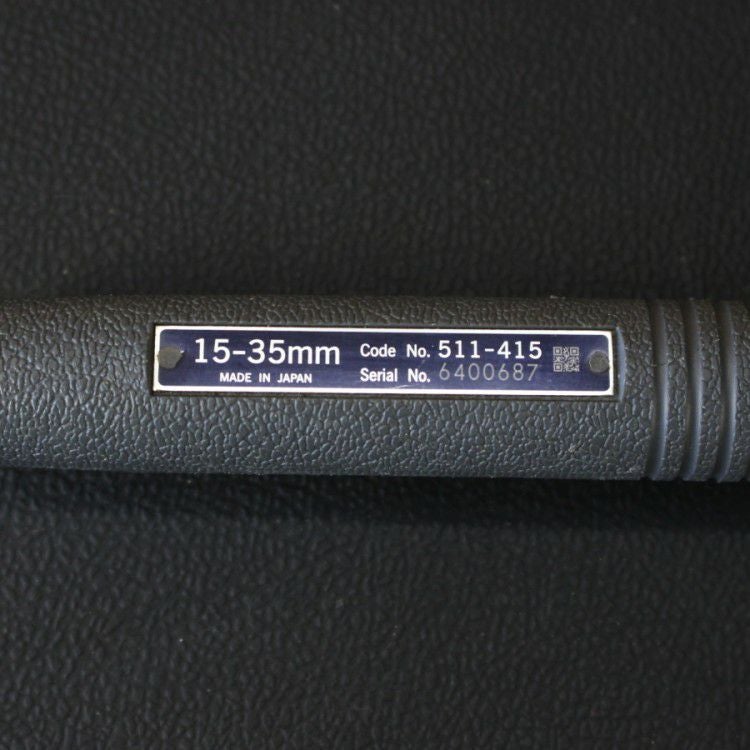 15-35mm
MADE IN JAPAN
Code No. 511-415
Serial No. 6400687